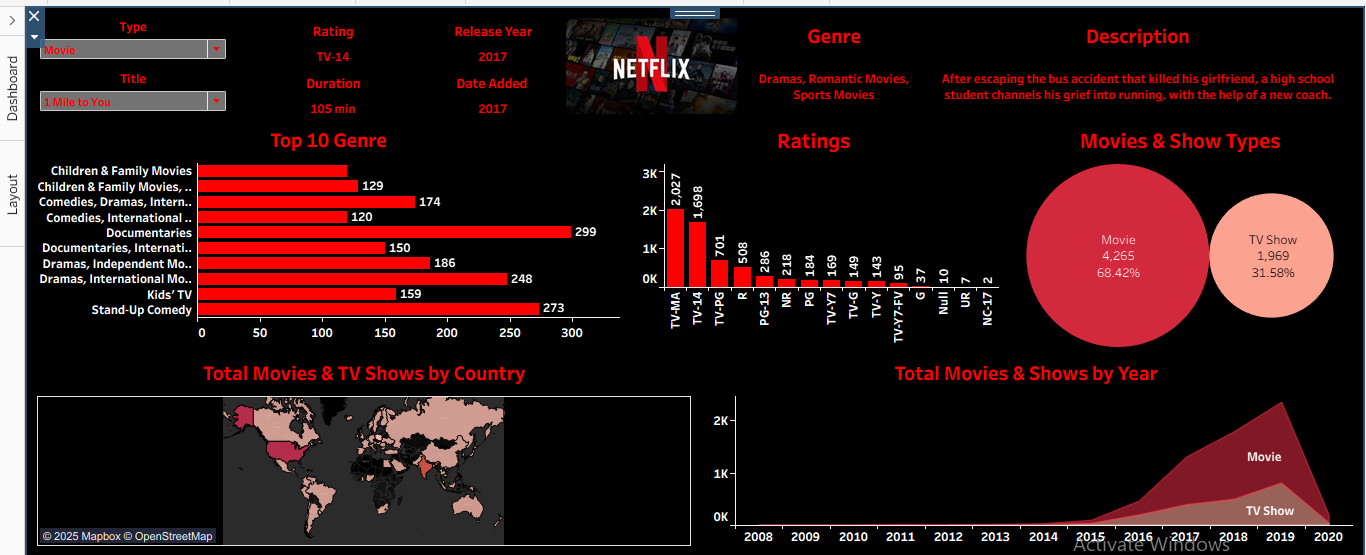 Dashboard
Layout
Type
Movie
Title
1 Mile to You
Rating
TV-14
Duration
105 min
Release Year
2017
Date Added
2017
NETFLIX
Genre
Dramas, Romantic Movies,
Sports Movies
Description
After escaping the bus accident that killed his girlfriend, a high school
student channels his grief into running, with the help of a new coach.
Top 10 Genre
Children & Family Movies
Children & Family Movies, .. 129
Comedies, Dramas, Intern.. 174
Comedies, International .. 120
Documentaries 299
Documentaries, Internati.. 150
Dramas, Independent Mo.. 186
Dramas, International Mo.. 248
Kids' TV 159
Stand-Up Comedy 273
0 50 100 150 200 250 300
Ratings
3K
2K
1K
0K
2,027 1,698 701 508 286 218 184 169 149 143 95 37 10 7 2
TV-MA TV-14 TV-PG R PG-13 NR PG TV-Y7 TV-G TV-Y TV-Y7-FV G Null UR NC-17
Movies & Show Types
Movie
4,265
68.42%
TV Show
1,969
31.58%
Total Movies & TV Shows by Country
© 2025 Mapbox © OpenStreetMap
Total Movies & Shows by Year
2K
1K
0K
Movie
TV Show
2008 2009 2010 2011 2012 2013 2014 2015 2016 2017 2018 2019 2020
Activate Windows